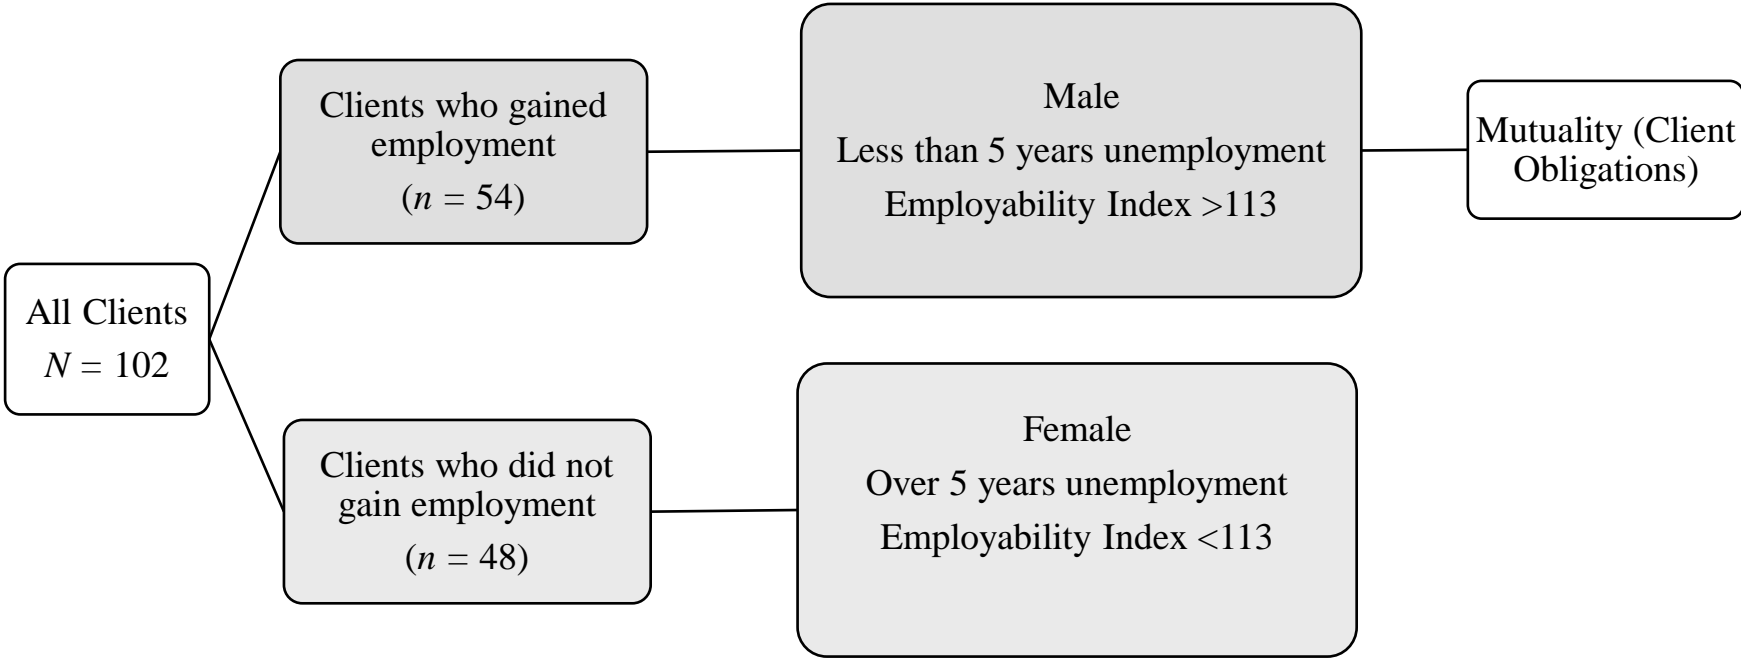 All Clients
N = 102
Clients who gained
employment
(n = 54)
Male
Less than 5 years unemployment
Employability Index >113
Mutuality (Client
Obligations)
Clients who did not
gain employment
(n = 48)
Female
Over 5 years unemployment
Employability Index <113